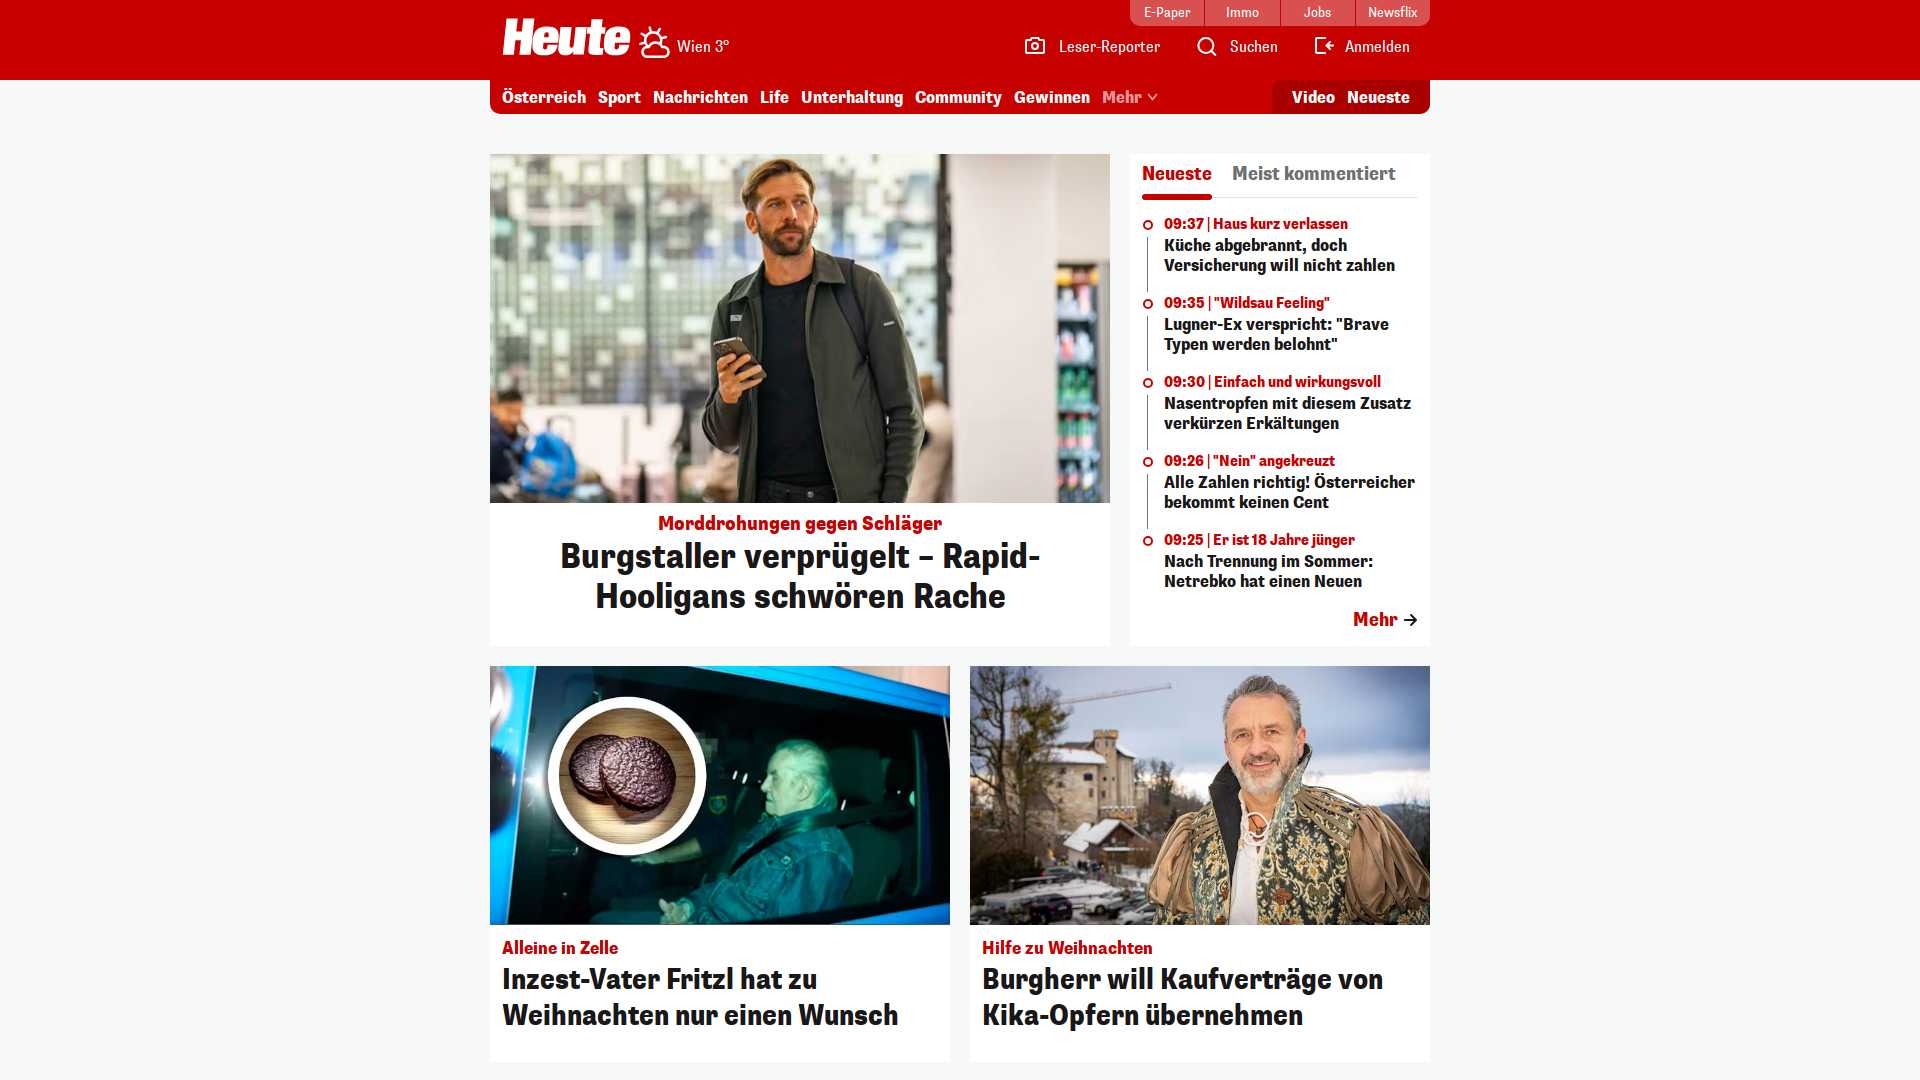 E-Paper
Immo
Jobs
Newsflix
Heute
Wien 3°
Leser-Reporter
Suchen
Anmelden
Österreich
Sport
Nachrichten
Life
Unterhaltung
Community
Gewinnen
Mehr
Video
Neueste
Morddrohungen gegen Schläger
Burgstaller verprügelt – Rapid-
Hooligans schwören Rache
Neueste
Meist kommentiert
09:37 | Haus kurz verlassen
Küche abgebrannt, doch
Versicherung will nicht zahlen
09:35 | "Wildsau Feeling"
Lugner-Ex verspricht: "Brave
Typen werden belohnt"
09:30 | Einfach und wirkungsvoll
Nasentropfen mit diesem Zusatz
verkürzen Erkältungen
09:26 | "Nein" angekreuzt
Alle Zahlen richtig! Österreicher
bekommt keinen Cent
09:25 | Er ist 18 Jahre jünger
Nach Trennung im Sommer:
Netrebko hat einen Neuen
Mehr
Alleine in Zelle
Inzest-Vater Fritzl hat zu
Weihnachten nur einen Wunsch
Hilfe zu Weihnachten
Burgherr will Kaufverträge von
Kika-Opfern übernehmen